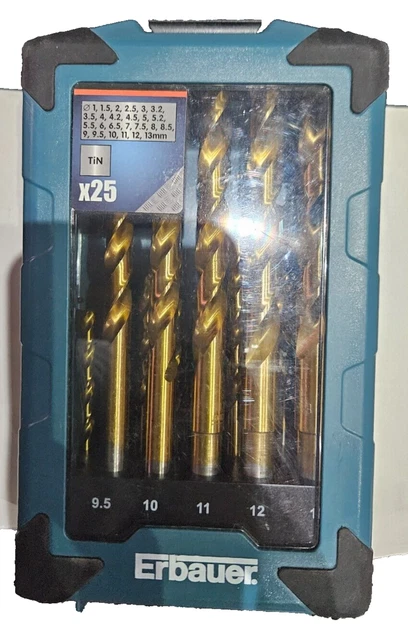 Ø 1, 1.5, 2, 2.5, 3, 3.2,
3.5, 4, 4.2, 4.5, 5, 5.2,
5.5, 6, 6.5, 7, 7.5, 8, 8.5,
9, 9.5, 10, 11, 12, 13mm
TiN
x25
9.5 10 11 12 1
Erbauer.